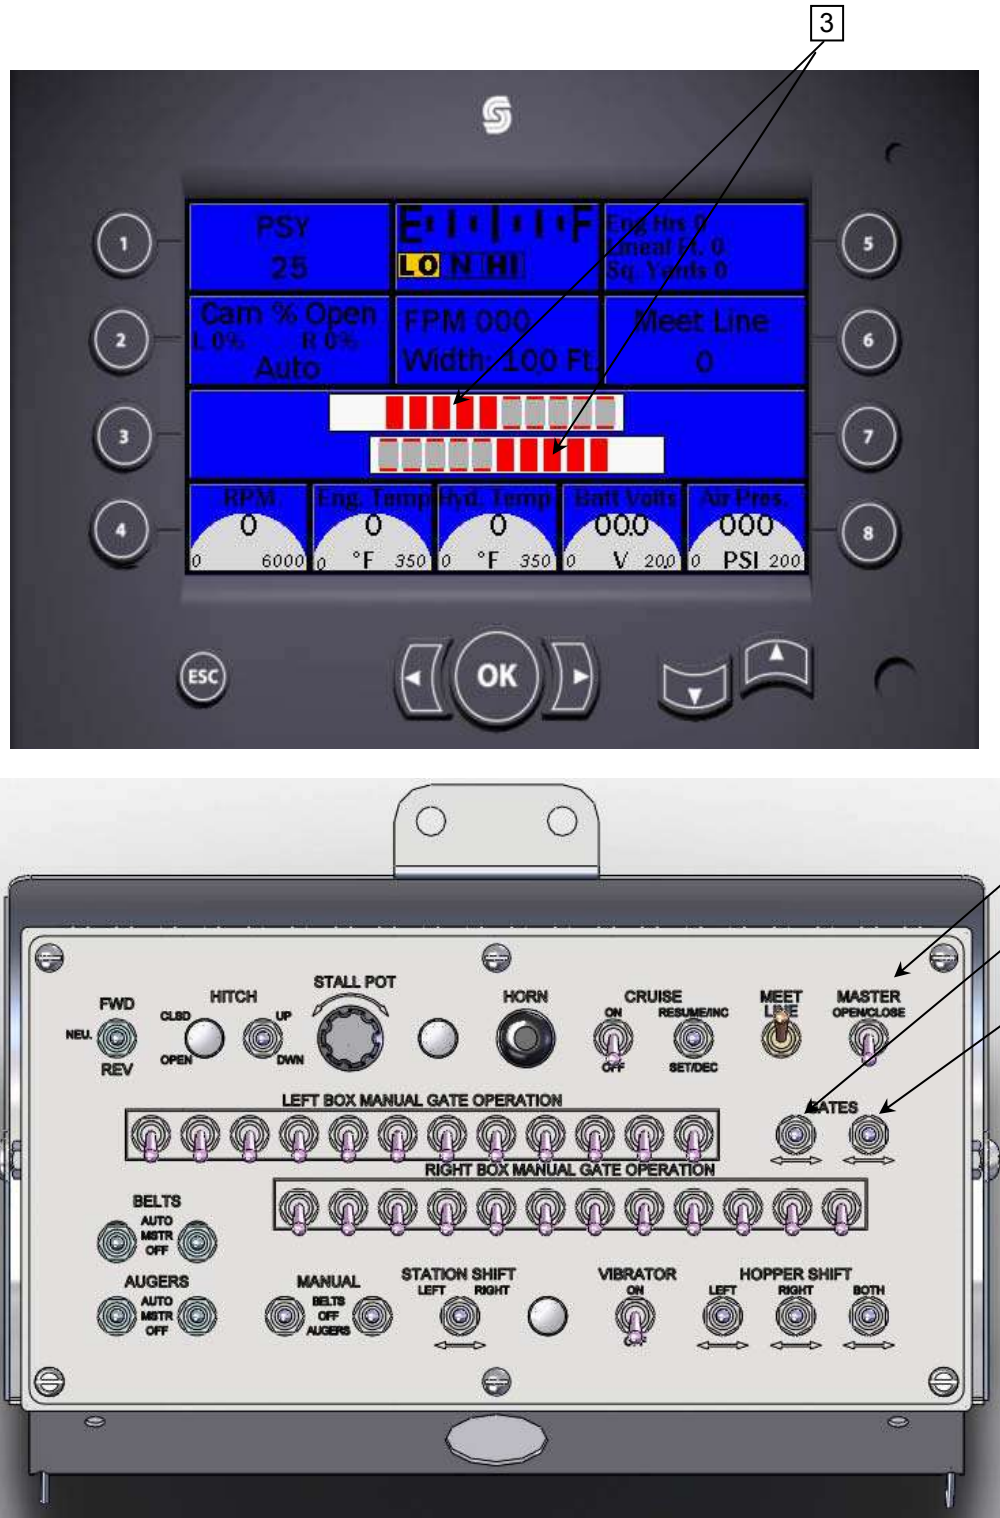 3
PSY
25
E F
LO N HI
Eng Hrs 0
Lineal Ft. 0
Sq. Yards 0
Cam % Open
L 0% R 0%
Auto
FPM 000
Width: 10.0 Ft.
Meet Line
0
RPM.
0
0 6000
Eng. Temp
0
0 °F 350
Hyd. Temp
0
0 °F 350
Batt Volts
00.0
0 V 20.0
Air Pres.
000
0 PSI 200
1
2
3
4
5
6
7
8
ESC
OK
FWD
NEU.
REV
HITCH
CLSD
OPEN
UP
DWN
STALL POT
HORN
CRUISE
ON
OFF
RESUME/INC
SET/DEC
MEET
LINE
MASTER
OPEN/CLOSE
LEFT BOX MANUAL GATE OPERATION
GATES
RIGHT BOX MANUAL GATE OPERATION
BELTS
AUTO
MSTR
OFF
AUGERS
AUTO
MSTR
OFF
MANUAL
BELTS
OFF
AUGERS
STATION SHIFT
LEFT RIGHT
VIBRATOR
ON
OFF
HOPPER SHIFT
LEFT RIGHT BOTH